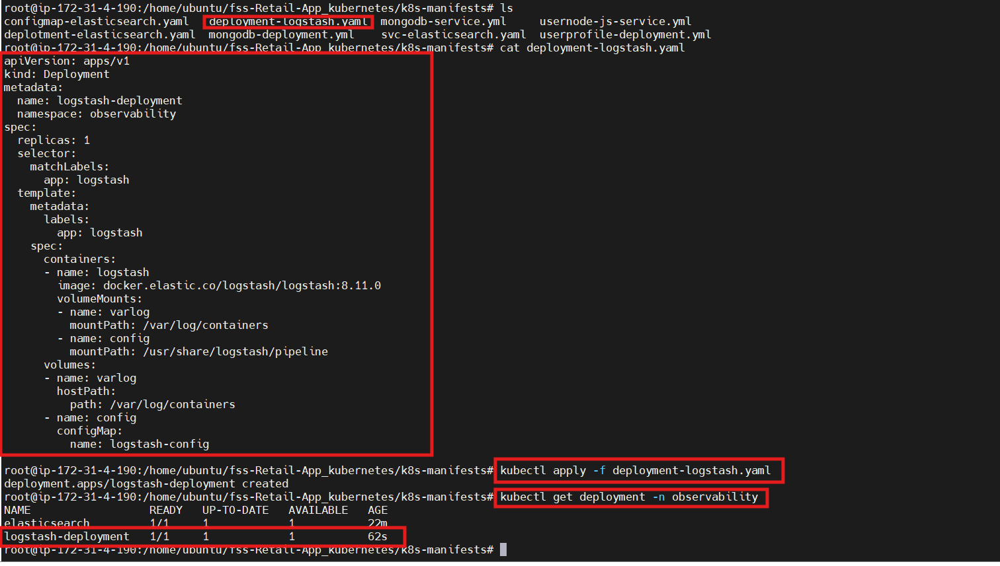 root@ip-172-31-4-190:/home/ubuntu/fss-Retail-App_kubernetes/k8s-manifests# ls
configmap-elasticsearch.yaml  deployment-logstash.yaml  mongodb-service.yml     usernode-js-service.yml
deplotment-elasticsearch.yaml  mongodb-deployment.yml    svc-elasticsearch.yaml  userprofile-deployment.yml
root@ip-172-31-4-190:/home/ubuntu/fss-Retail-App_kubernetes/k8s-manifests# cat deployment-logstash.yaml
apiVersion: apps/v1
kind: Deployment
metadata:
  name: logstash-deployment
  namespace: observability
spec:
  replicas: 1
  selector:
    matchLabels:
      app: logstash
  template:
    metadata:
      labels:
        app: logstash
    spec:
      containers:
      - name: logstash
        image: docker.elastic.co/logstash/logstash:8.11.0
        volumeMounts:
        - name: varlog
          mountPath: /var/log/containers
        - name: config
          mountPath: /usr/share/logstash/pipeline
      volumes:
      - name: varlog
        hostPath:
          path: /var/log/containers
      - name: config
        configMap:
          name: logstash-config
root@ip-172-31-4-190:/home/ubuntu/fss-Retail-App_kubernetes/k8s-manifests# kubectl apply -f deployment-logstash.yaml
deployment.apps/logstash-deployment created
root@ip-172-31-4-190:/home/ubuntu/fss-Retail-App_kubernetes/k8s-manifests# kubectl get deployment -n observability
NAME                  READY   UP-TO-DATE   AVAILABLE   AGE
elasticsearch         1/1     1            1           22m
logstash-deployment   1/1     1            1           62s
root@ip-172-31-4-190:/home/ubuntu/fss-Retail-App_kubernetes/k8s-manifests#